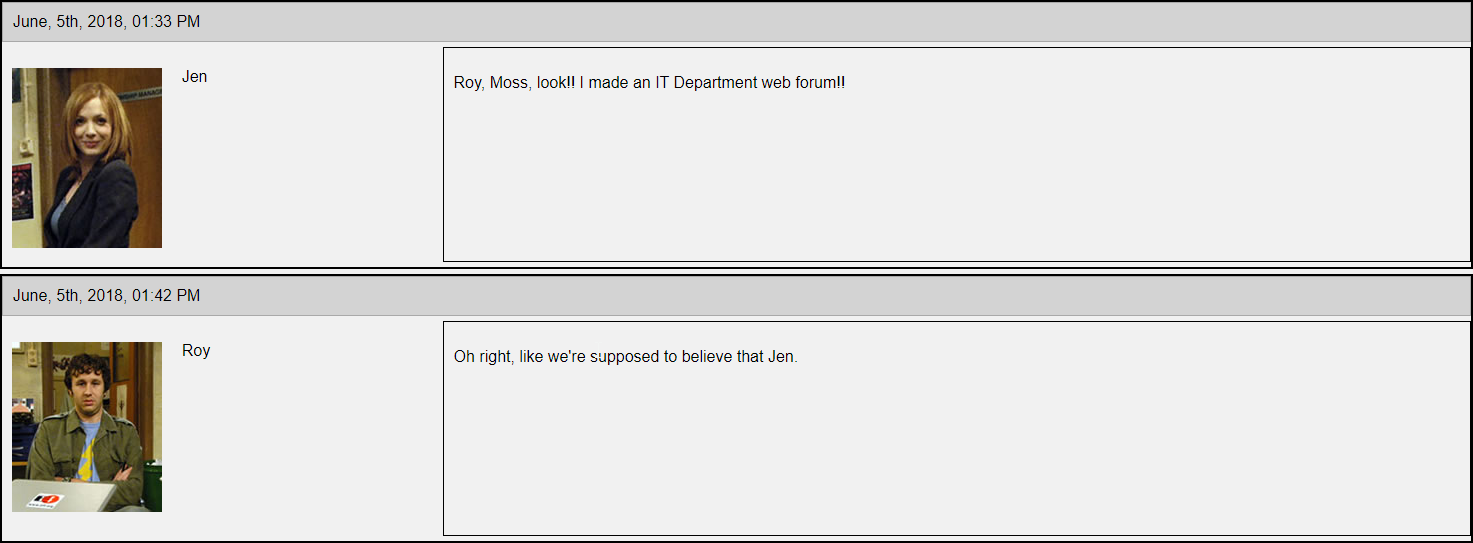 June, 5th, 2018, 01:33 PM
Jen
Roy, Moss, look!! I made an IT Department web forum!!
June, 5th, 2018, 01:42 PM
Roy
Oh right, like we're supposed to believe that Jen.